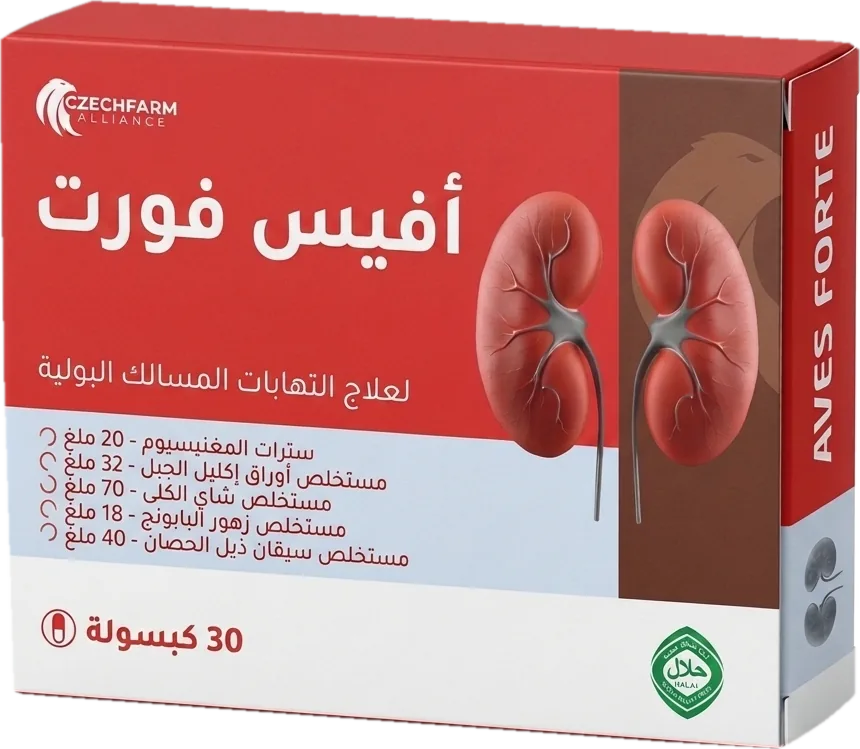 CZECHFARM
ALLIANCE
أفيس فورت
لعلاج التهابات المسالك البولية
سترات المغنيسيوم - 20 ملغ
مستخلص أوراق إكليل الجبل - 32 ملغ
مستخلص شاي الكلى - 70 ملغ
مستخلص زهور البابونج - 18 ملغ
مستخلص سيقان ذيل الحصان - 40 ملغ
30 كبسولة
حلال
HALAL
AVES FORTE